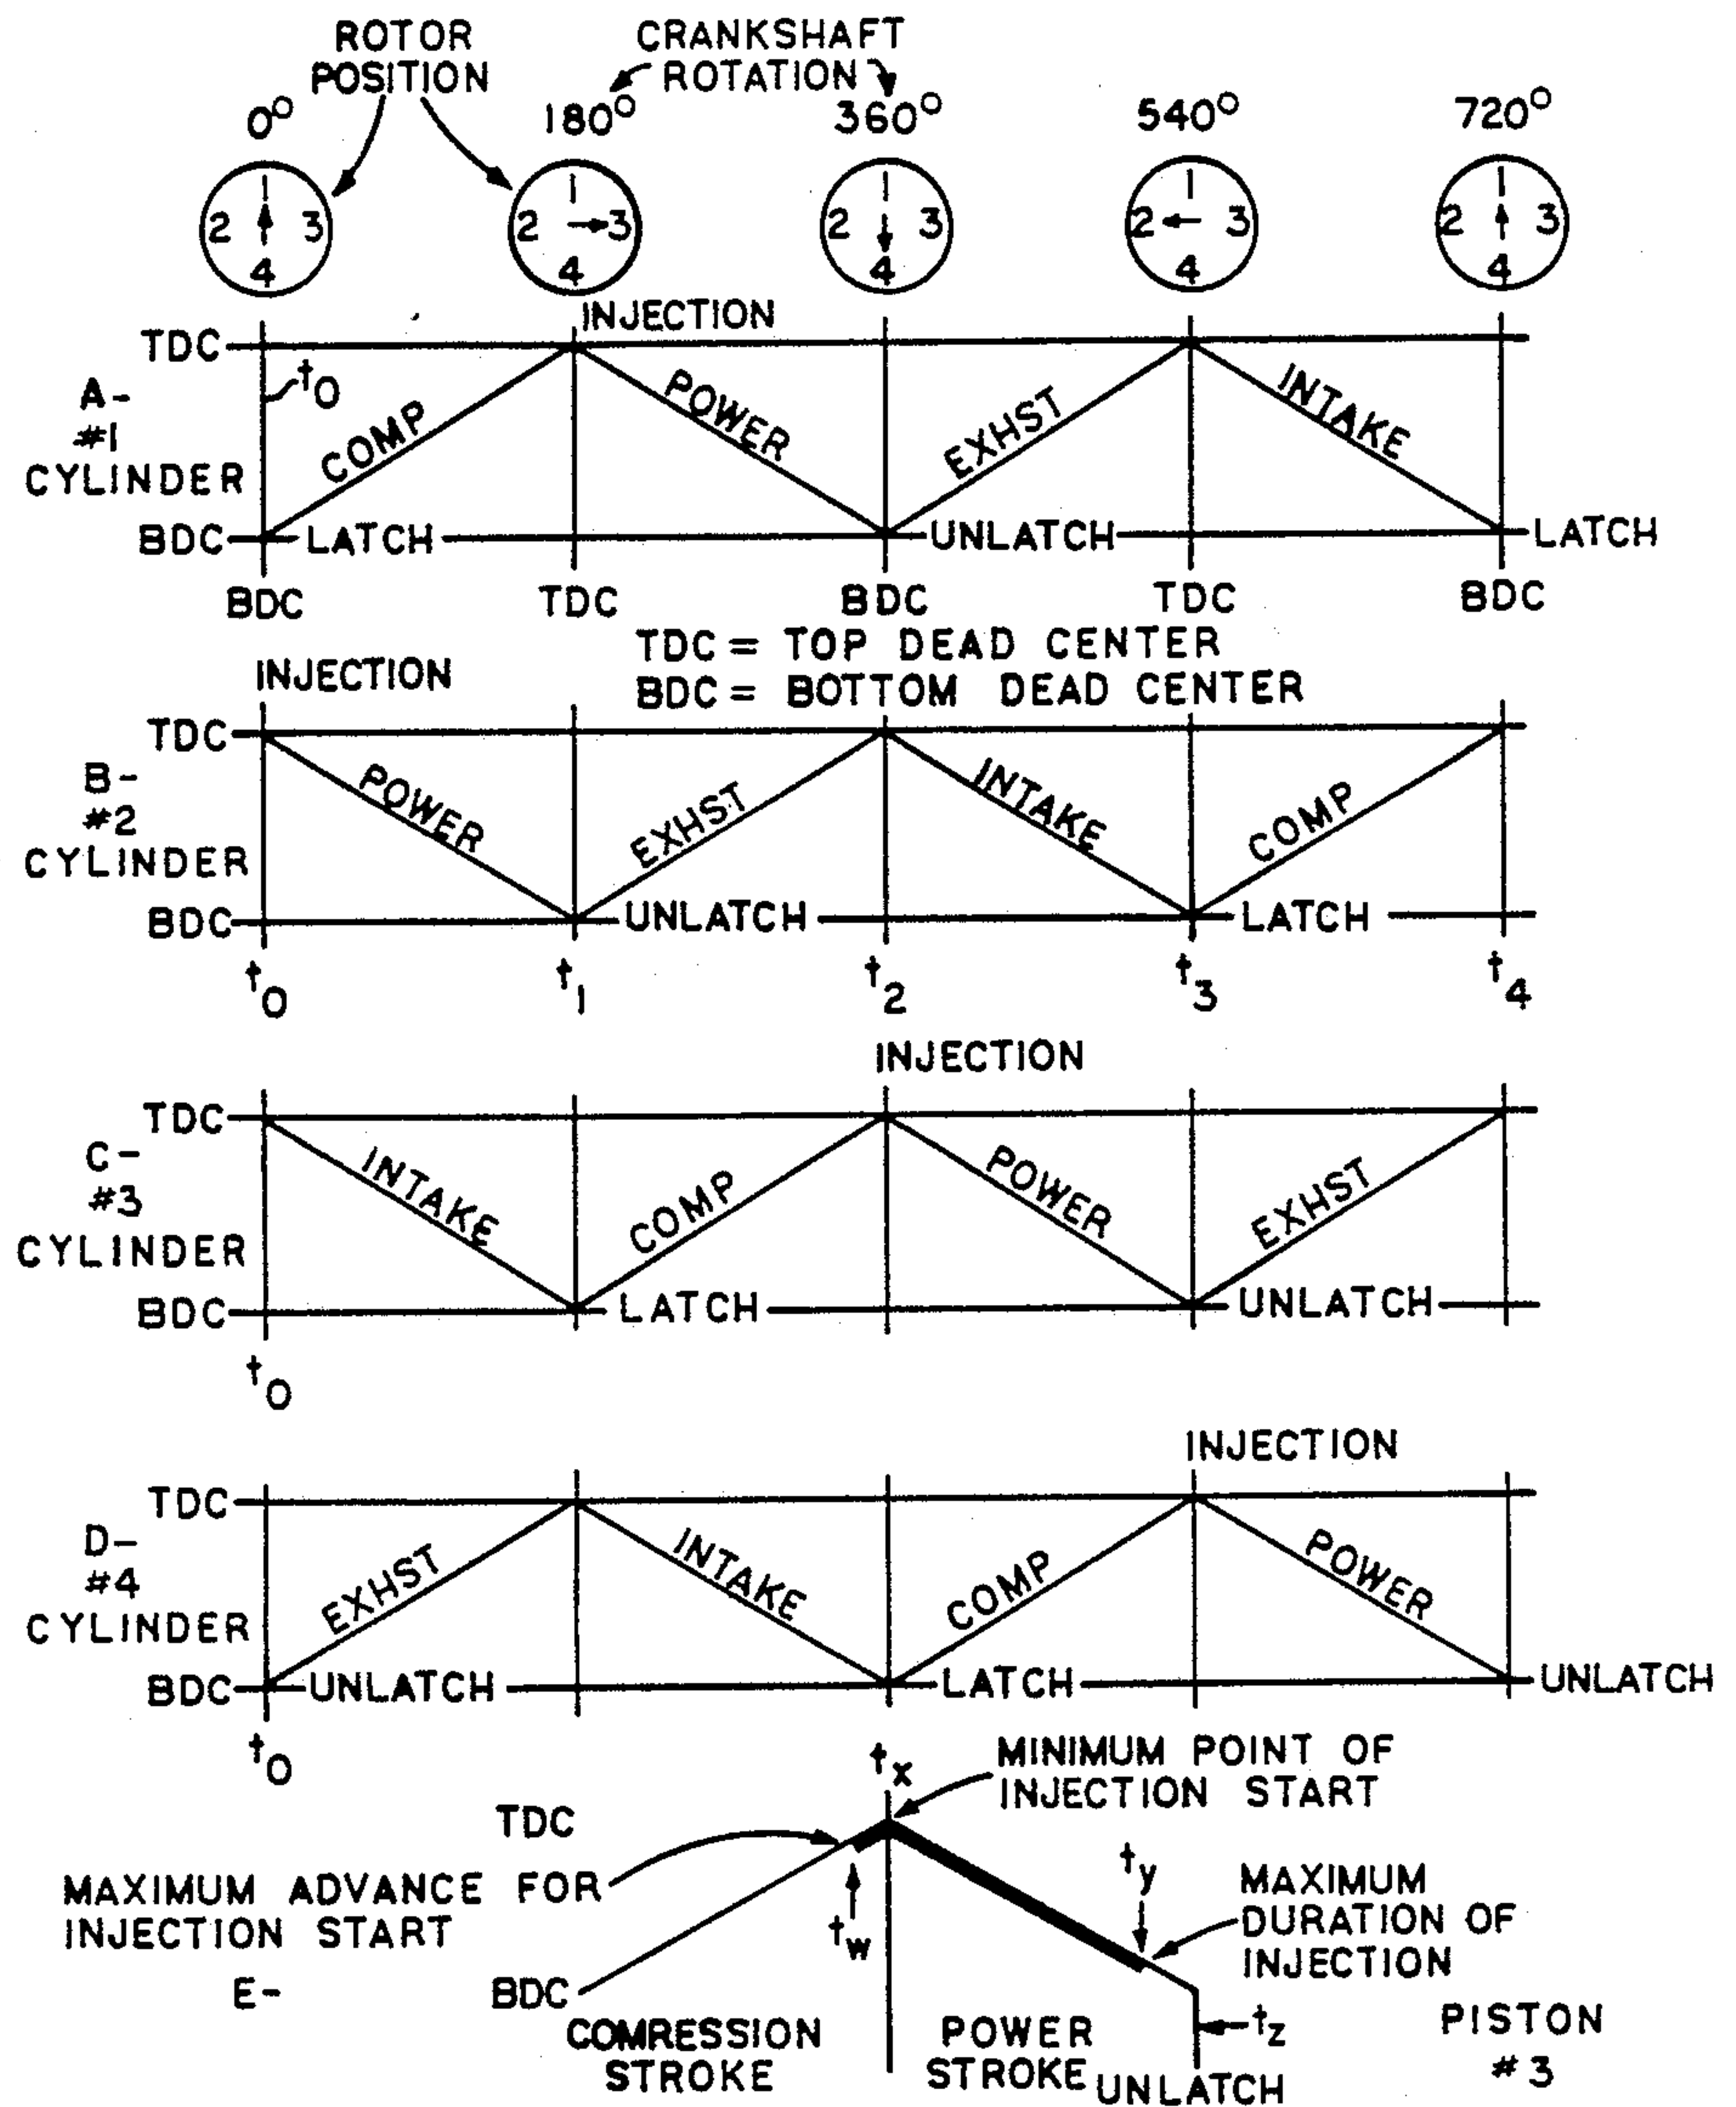 ROTOR
POSITION
CRANKSHAFT
ROTATION
0° 180° 360° 540° 720°
1 1 1 1 1
2 3 2 3 2 3 2 3 2 3
4 4 4 4 4
INJECTION
TDC
t0
A-
#1
CYLINDER
COMP POWER EXHST INTAKE
BDC LATCH UNLATCH LATCH
BDC TDC BDC TDC BDC
TDC = TOP DEAD CENTER
BDC = BOTTOM DEAD CENTER
INJECTION
TDC
B-
#2
CYLINDER
POWER EXHST INTAKE COMP
BDC UNLATCH LATCH
t0 t1 t2 t3 t4
INJECTION
TDC
C-
#3
CYLINDER
INTAKE COMP POWER EXHST
BDC LATCH UNLATCH
t0
INJECTION
TDC
D-
#4
CYLINDER
EXHST INTAKE COMP POWER
BDC UNLATCH LATCH UNLATCH
t0
tx
MINIMUM POINT OF
INJECTION START
TDC
MAXIMUM ADVANCE FOR
INJECTION START
tw
ty
MAXIMUM
DURATION OF
INJECTION
E-
BDC
COMRESSION
STROKE
POWER
STROKE
tz
UNLATCH
PISTON
#3